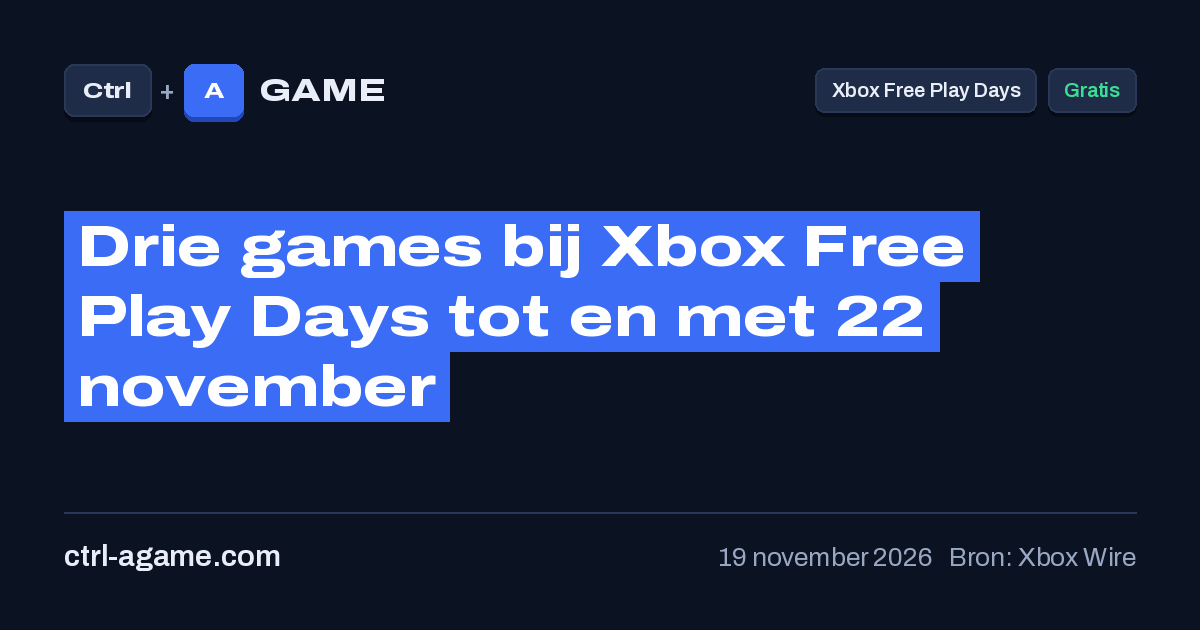 Ctrl + A GAME
Xbox Free Play Days
Gratis
Drie games bij Xbox Free
Play Days tot en met 22
november
ctrl-agame.com
19 november 2026 Bron: Xbox Wire